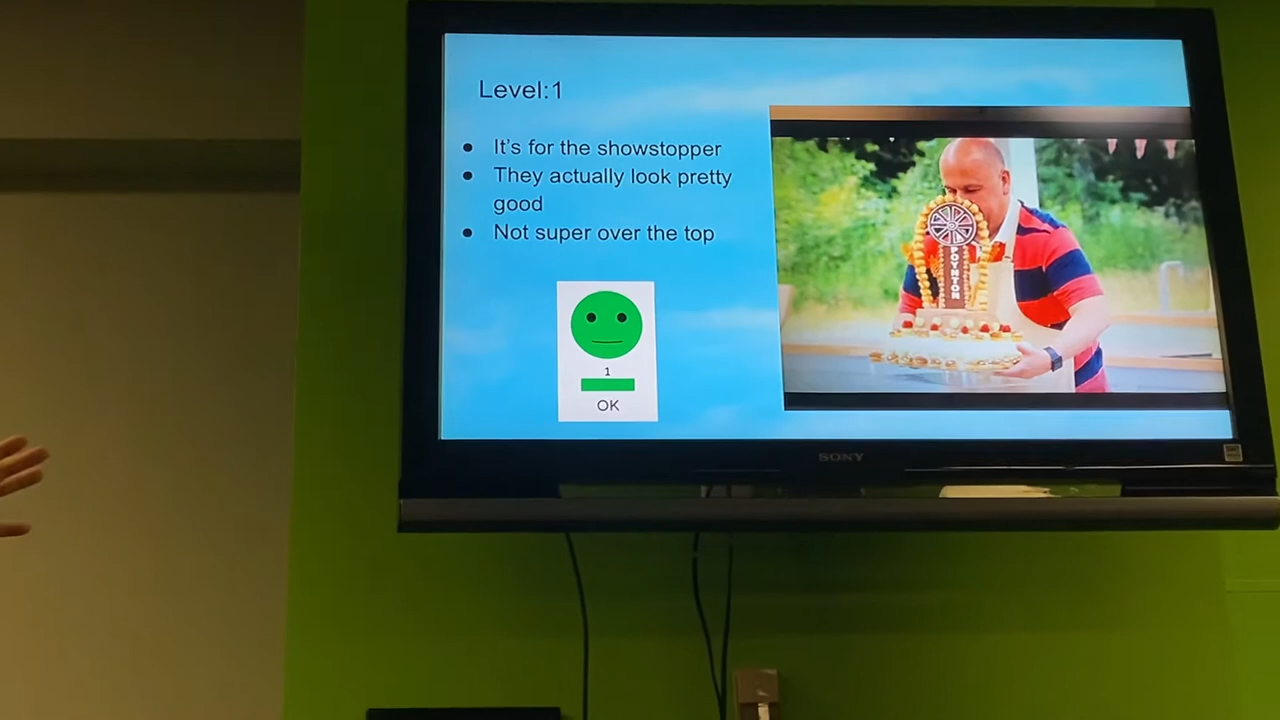 Level:1
● It's for the showstopper
● They actually look pretty
good
● Not super over the top
1
OK
POYNTON
SONY